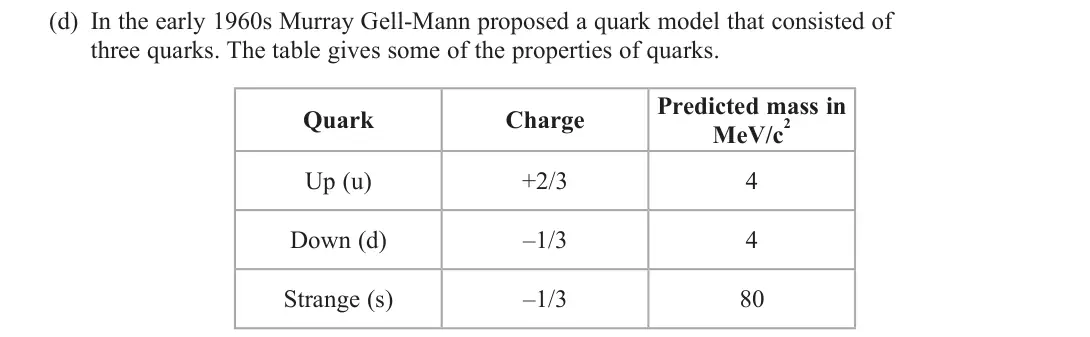 (d) In the early 1960s Murray Gell-Mann proposed a quark model that consisted of
three quarks. The table gives some of the properties of quarks.
Quark Charge Predicted mass in
MeV/c²
Up (u) +2/3 4
Down (d) –1/3 4
Strange (s) –1/3 80